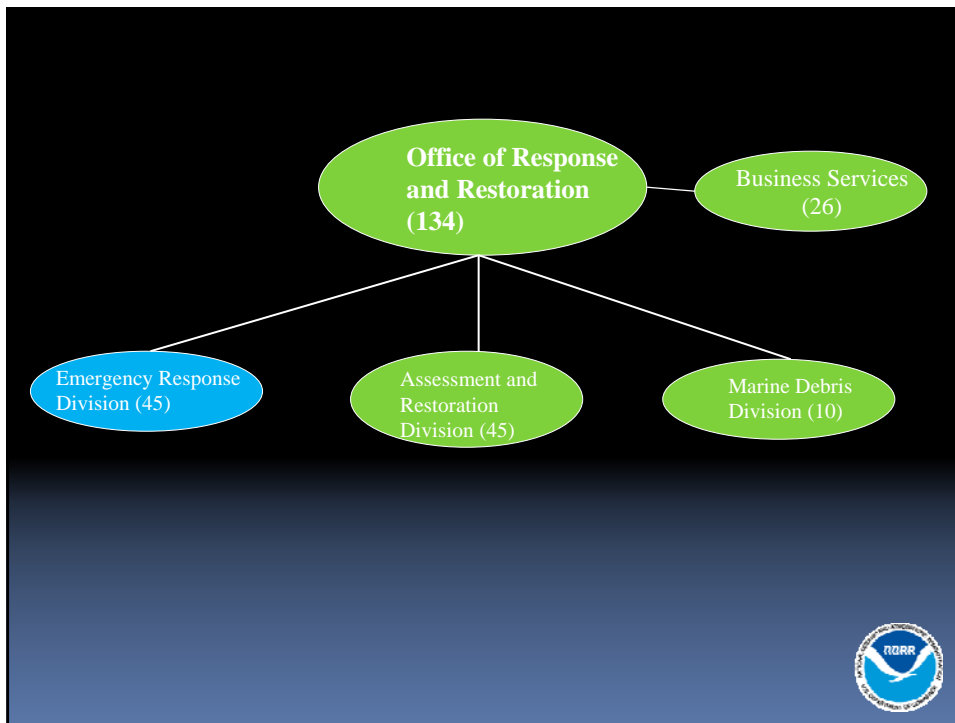 Office of Response
and Restoration
(134)
Business Services
(26)
Emergency Response
Division (45)
Assessment and
Restoration
Division (45)
Marine Debris
Division (10)
NOAA